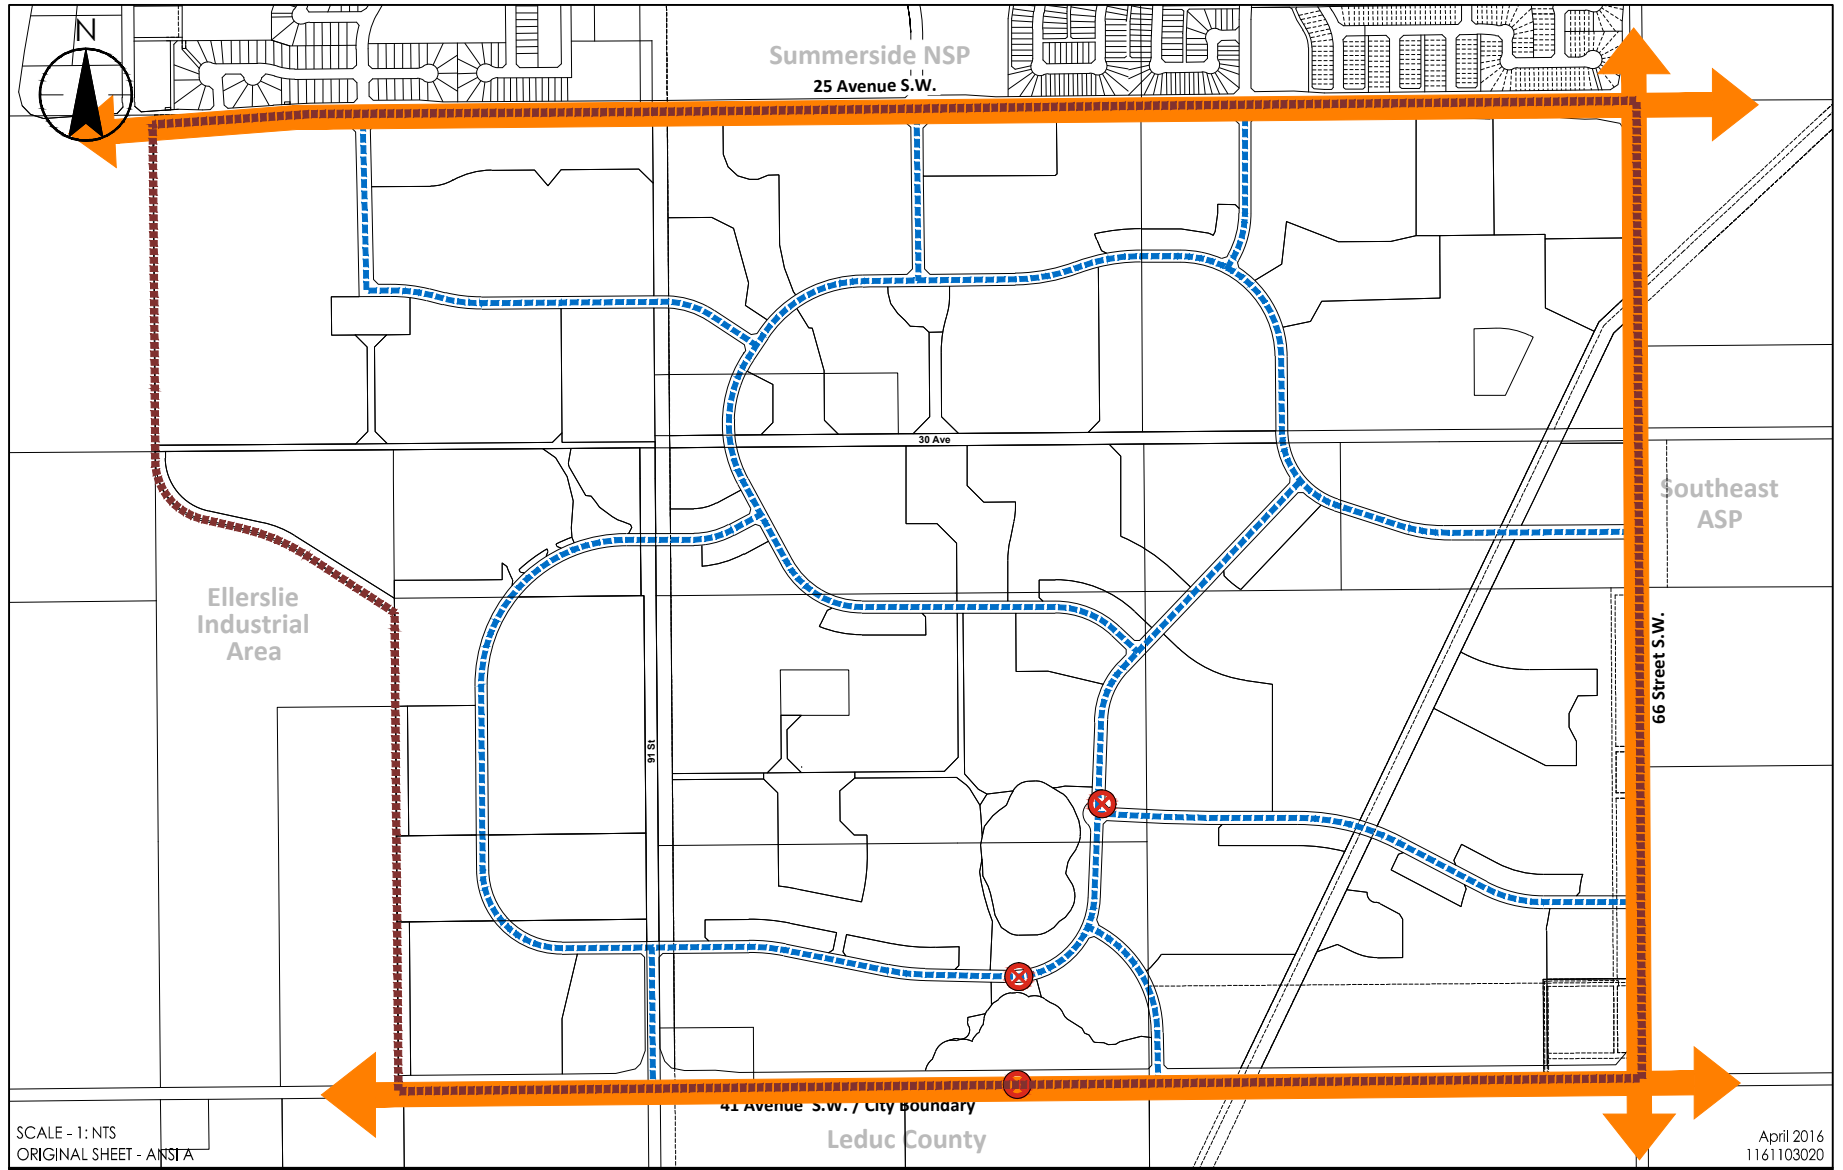 N
Summerside NSP
25 Avenue S.W.
30 Ave
Southeast
ASP
Ellerslie
Industrial
Area
66 Street S.W.
91 St
41 Avenue S.W. / City Boundary
Leduc County
SCALE - 1: NTS
ORIGINAL SHEET - ANSI A
April 2016
1161103020